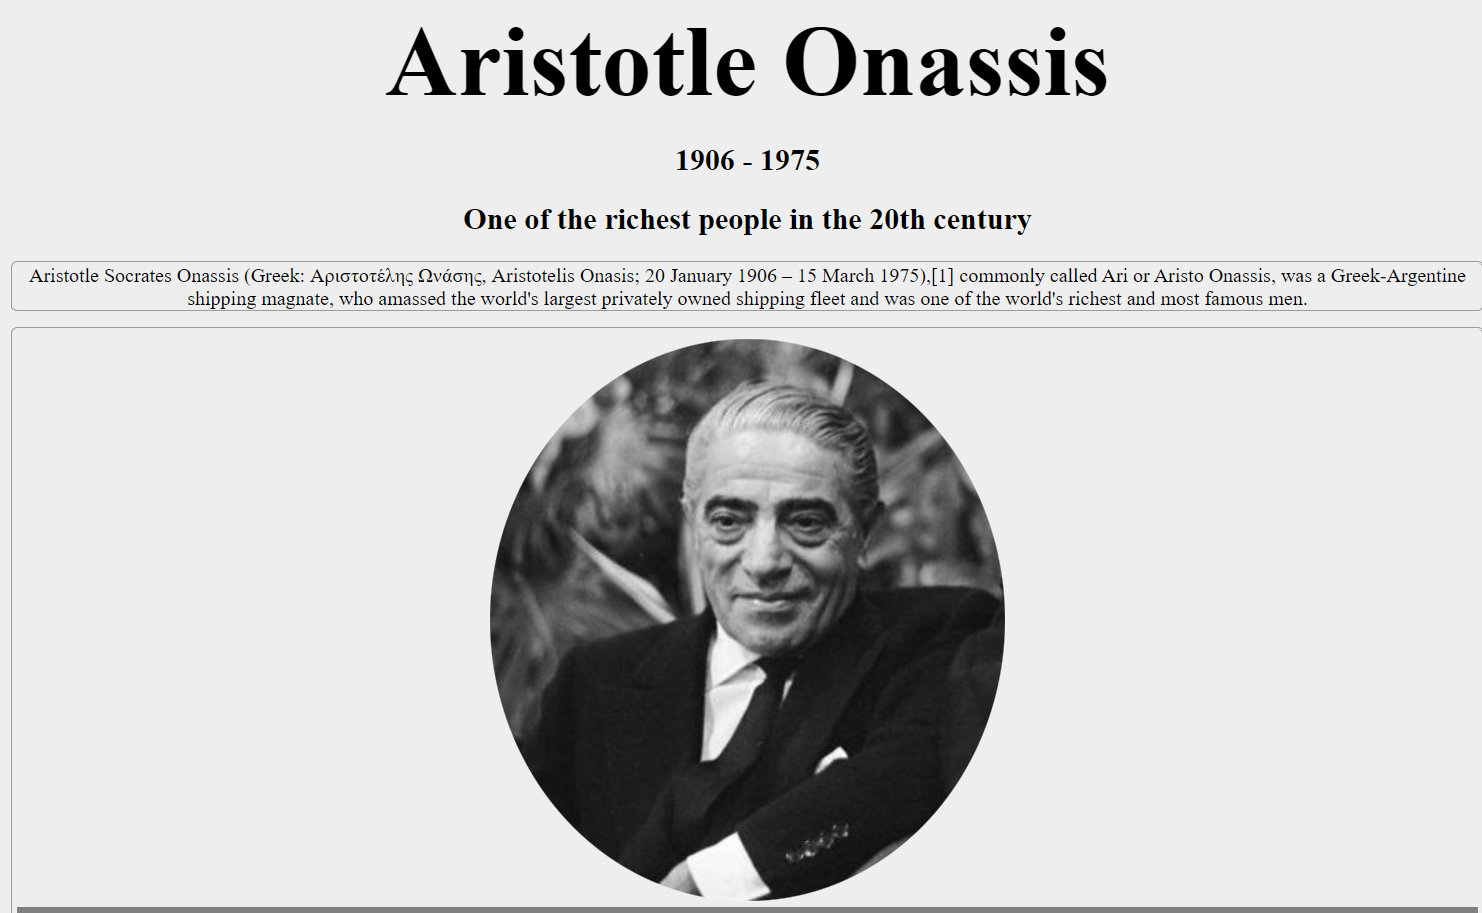 Aristotle Onassis
1906 - 1975
One of the richest people in the 20th century
Aristotle Socrates Onassis (Greek: Αριστοτέλης Ωνάσης, Aristotelis Onasis; 20 January 1906 – 15 March 1975),[1] commonly called Ari or Aristo Onassis, was a Greek-Argentine
shipping magnate, who amassed the world's largest privately owned shipping fleet and was one of the world's richest and most famous men.